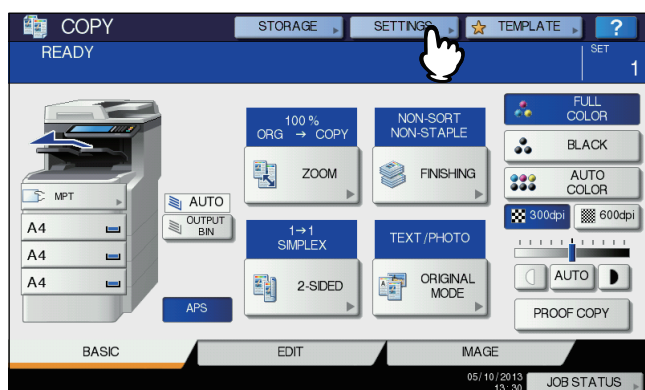 COPY
STORAGE
SETTINGS
TEMPLATE
?
READY
SET
1
100 %
ORG → COPY
NON-SORT
NON-STAPLE
FULL
COLOR
ZOOM
FINISHING
BLACK
MPT
AUTO
AUTO
COLOR
OUTPUT
BIN
300dpi
600dpi
A4
1→1
SIMPLEX
TEXT/PHOTO
A4
2-SIDED
ORIGINAL
MODE
AUTO
A4
APS
PROOF COPY
BASIC
EDIT
IMAGE
05/10/2013
13:30
JOB STATUS